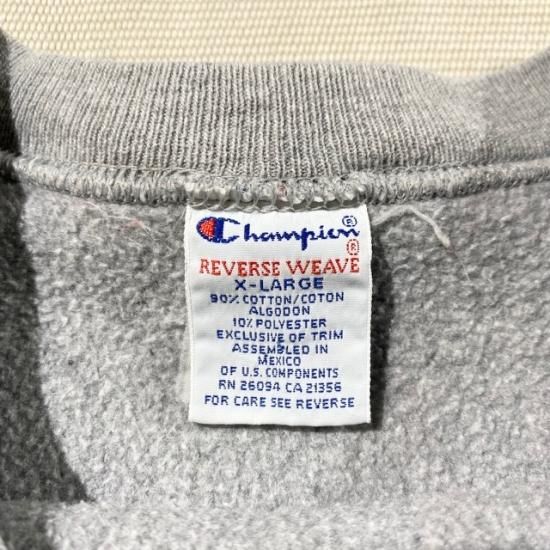 Champion ®
®
REVERSE WEAVE
X-LARGE
90% COTTON/COTON
ALGODON
10% POLYESTER
EXCLUSIVE OF TRIM
ASSEMBLED IN
MEXICO
OF U.S. COMPONENTS
RN 26094 CA 21356
FOR CARE SEE REVERSE